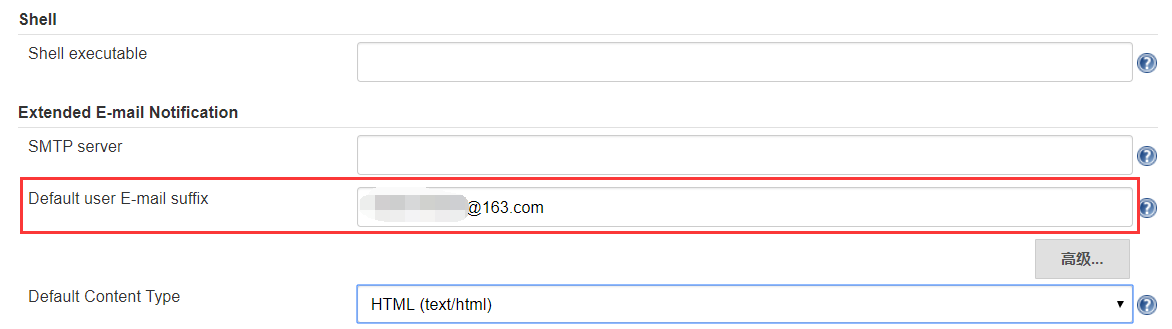 Shell
Shell executable
Extended E-mail Notification
SMTP server
Default user E-mail suffix
@163.com
高级...
Default Content Type
HTML (text/html)